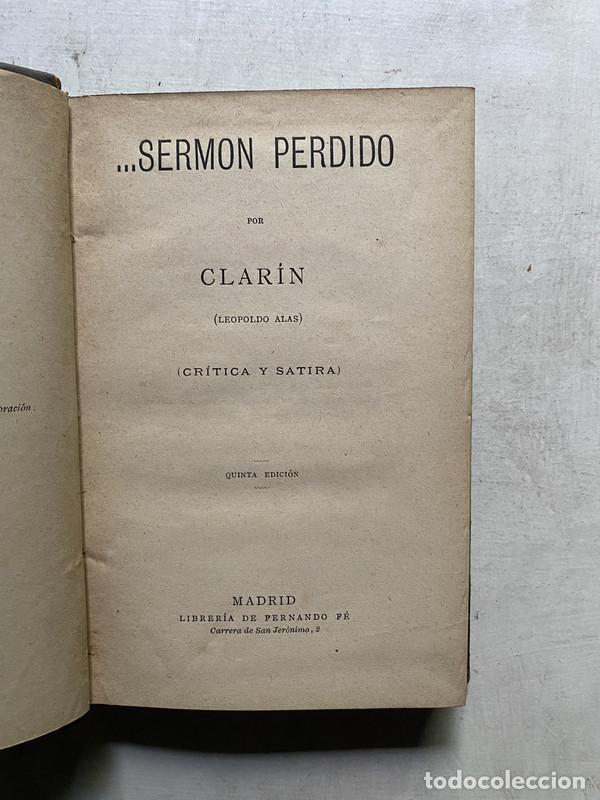 ...SERMON PERDIDO
POR
CLARÍN
(LEOPOLDO ALAS)
(CRÍTICA Y SATIRA)
QUINTA EDICIÓN
MADRID
LIBRERÍA DE FERNANDO FÉ
Carrera de San Jerónimo, 2
oración.
todocoleccion